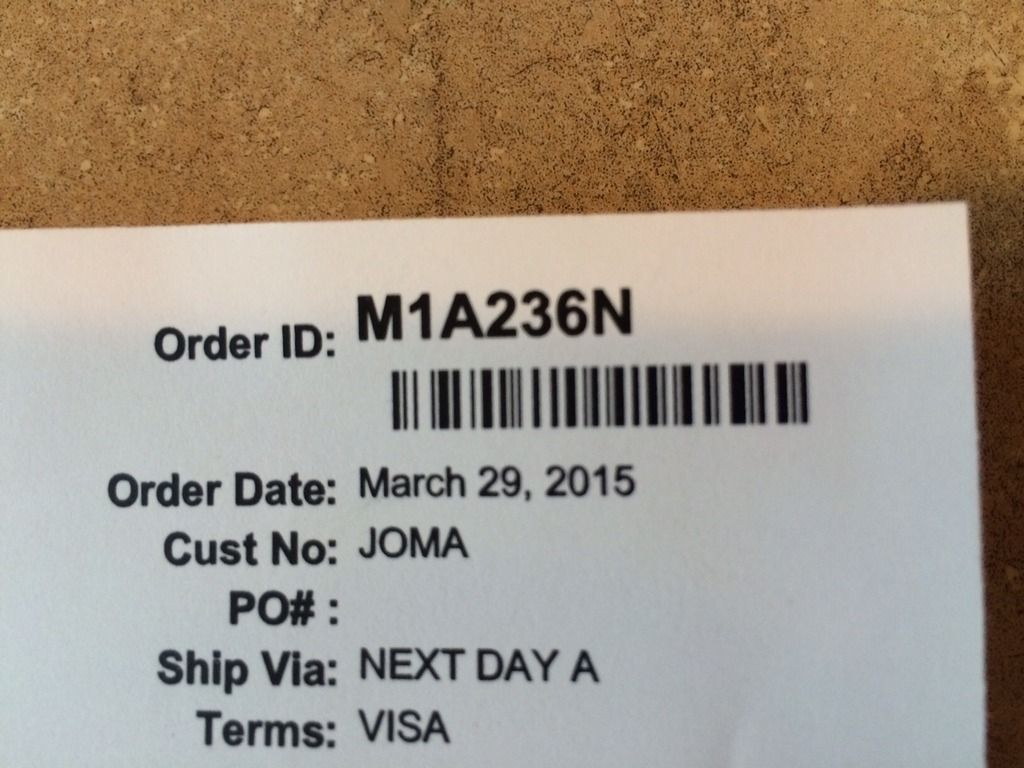 Order ID: M1A236N
Order Date: March 29, 2015
Cust No: JOMA
PO# :
Ship Via: NEXT DAY A
Terms: VISA